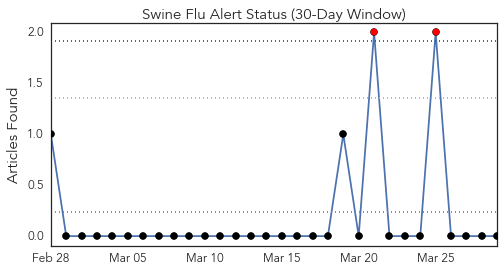 Swine Flu Alert Status (30-Day Window)
Articles Found
2.0
1.5
1.0
0.5
0.0
Feb 28 Mar 05 Mar 10 Mar 15 Mar 20 Mar 25